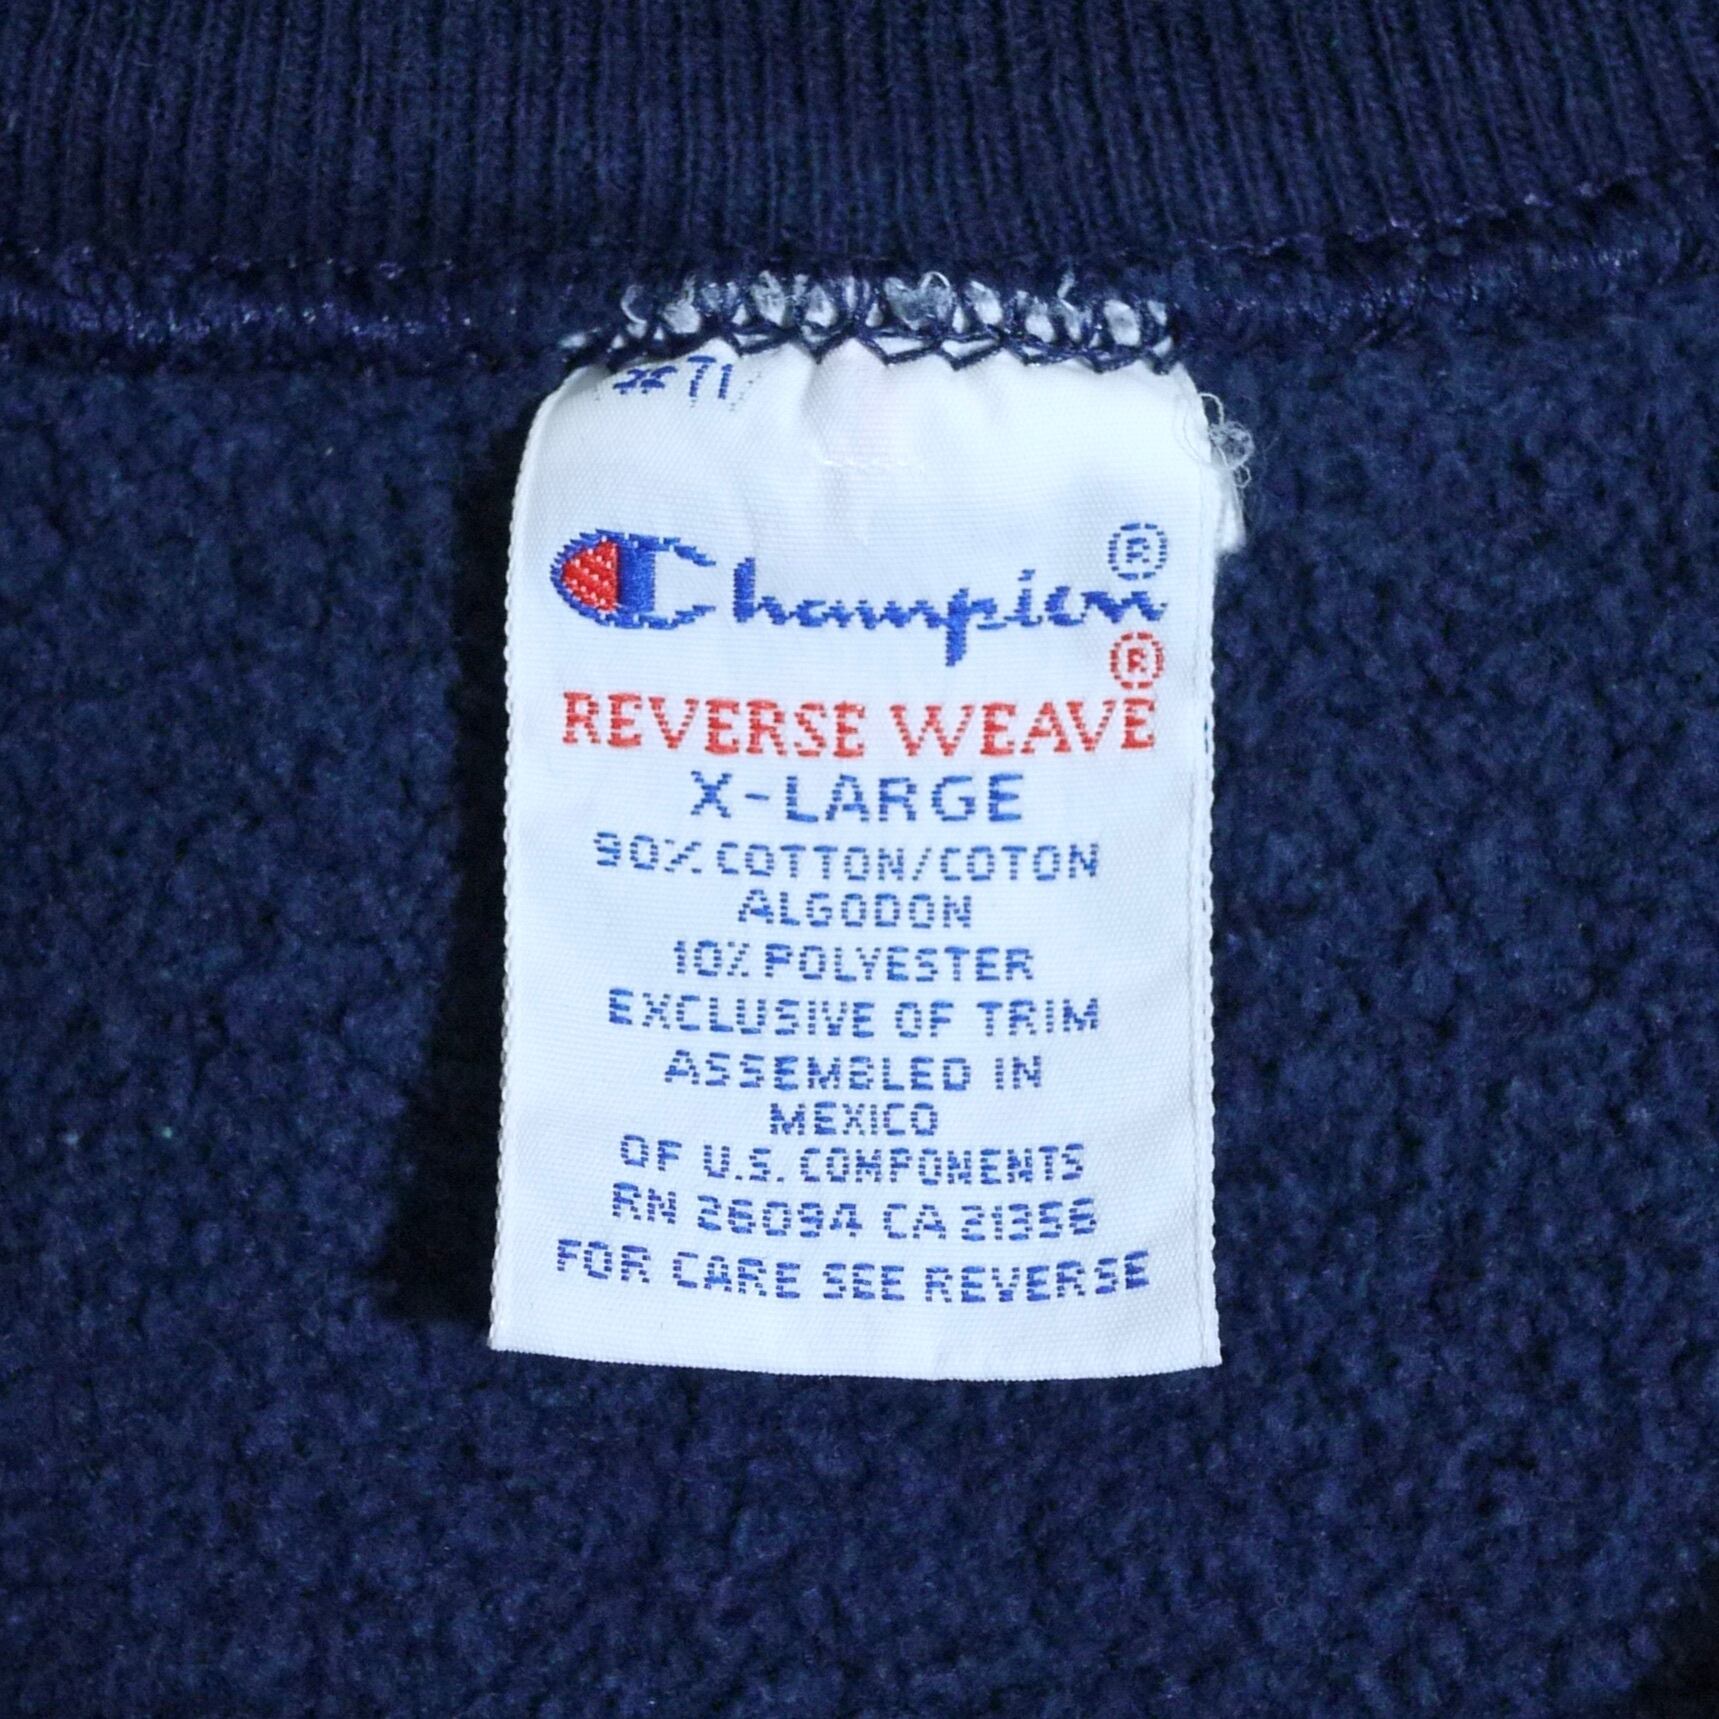 *71
Champion®
REVERSE WEAVE®
X-LARGE
90% COTTON/COTON
ALGODON
10% POLYESTER
EXCLUSIVE OF TRIM
ASSEMBLED IN
MEXICO
OF U.S. COMPONENTS
RN 26094 CA 21356
FOR CARE SEE REVERSE